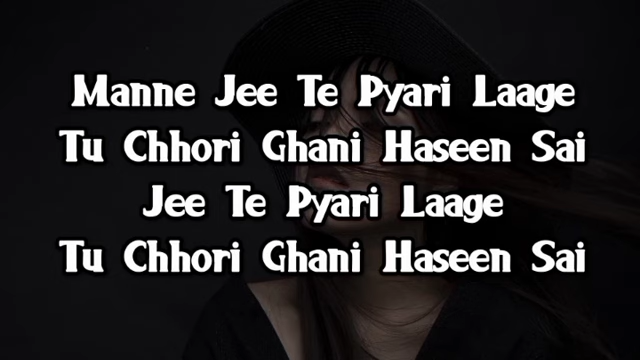 Manne Jee Te Pyari Laage
Tu Chhori Ghani Haseen Sai
Jee Te Pyari Laage
Tu Chhori Ghani Haseen Sai